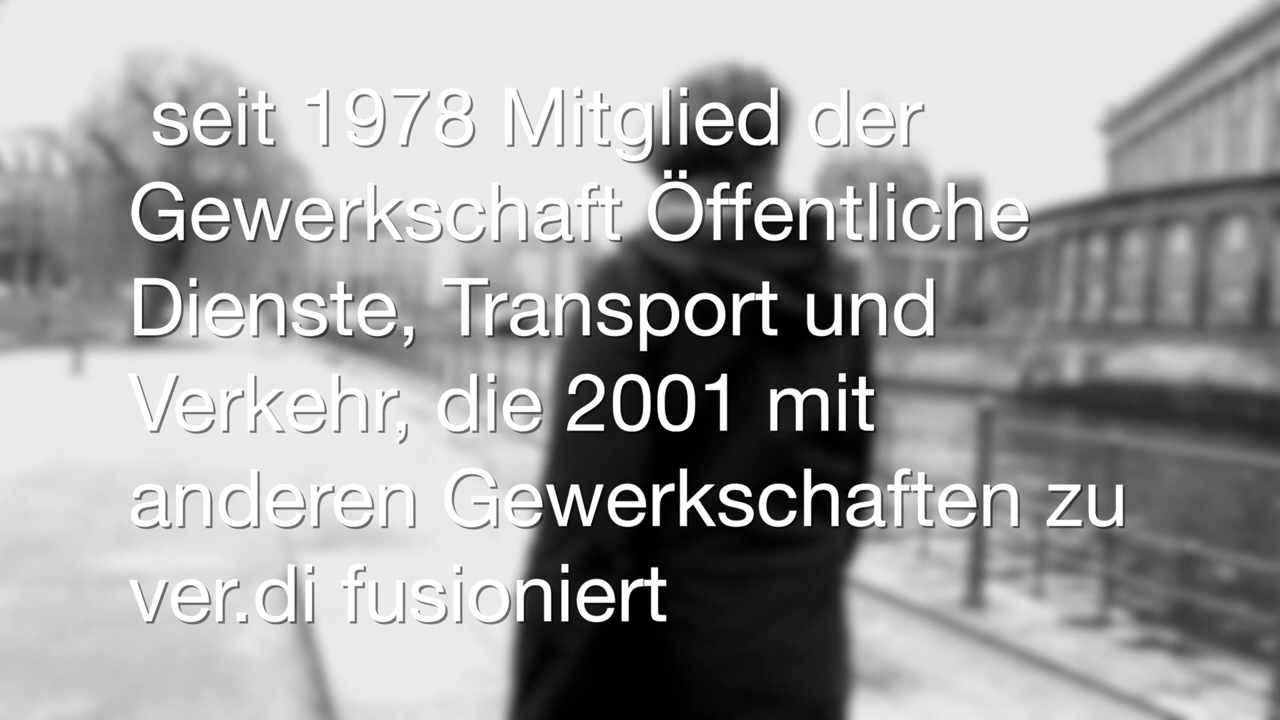 seit 1978 Mitglied der
Gewerkschaft Öffentliche
Dienste, Transport und
Verkehr, die 2001 mit
anderen Gewerkschaften zu
ver.di fusioniert